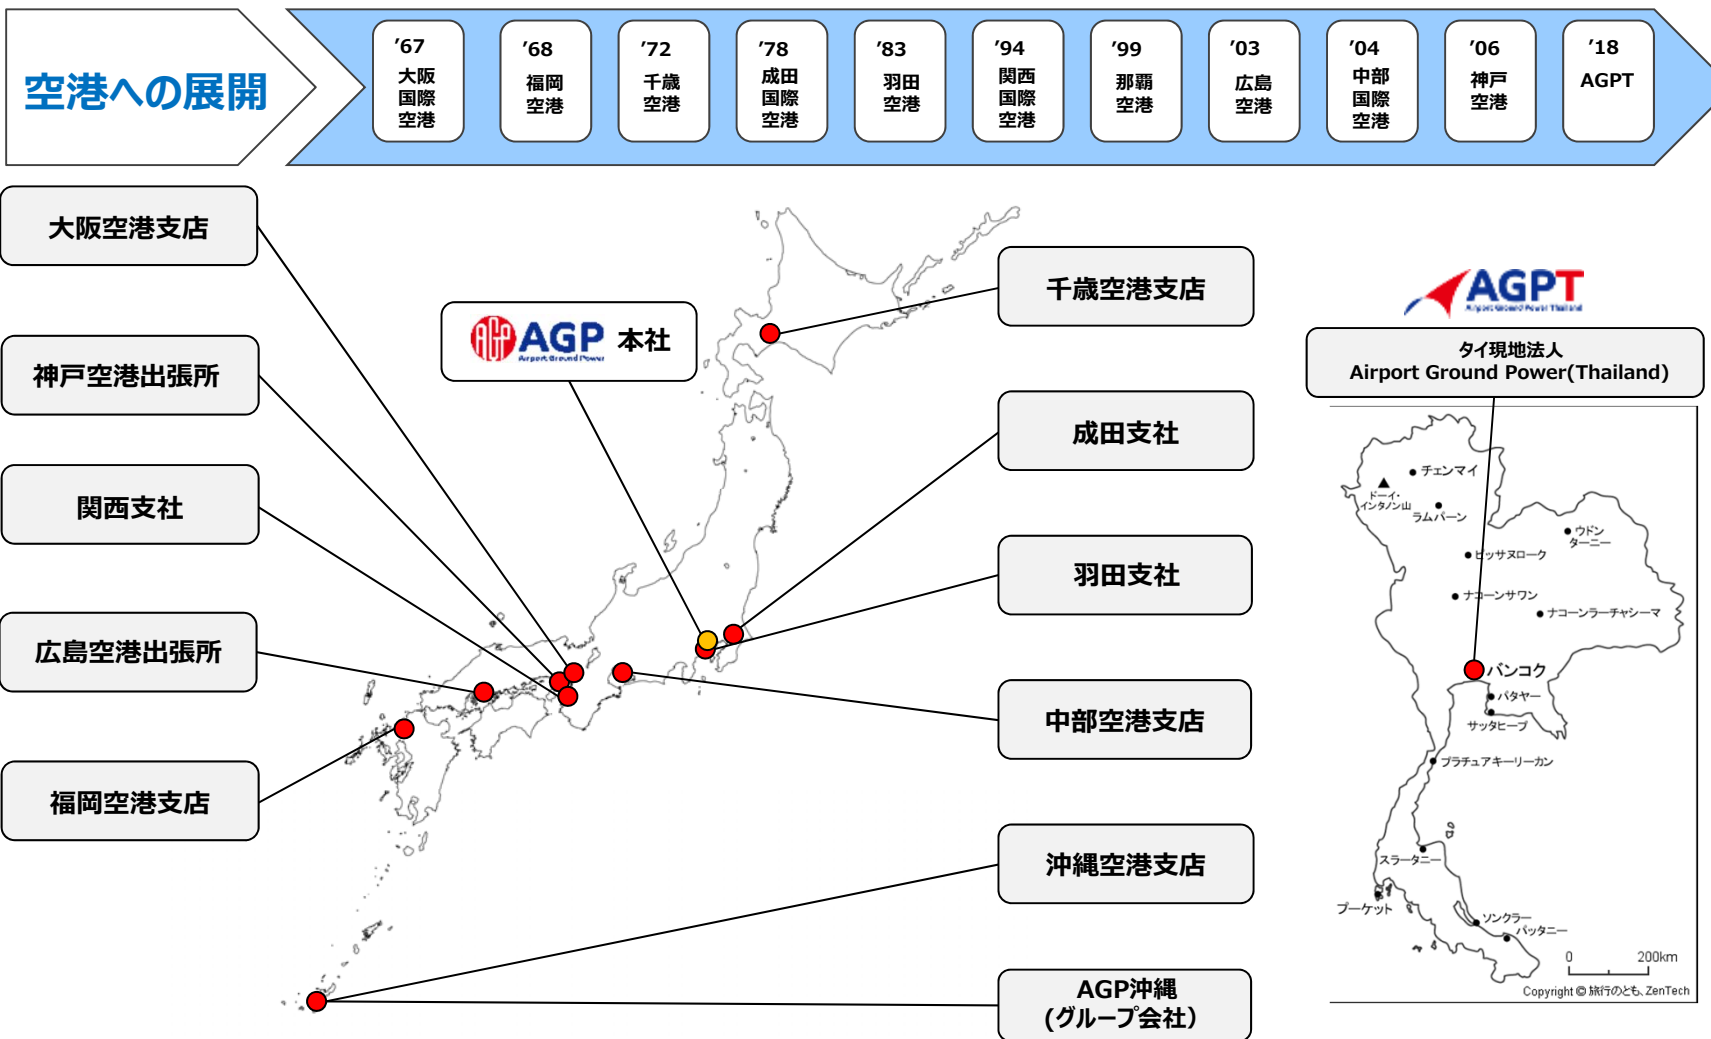 空港への展開
’67
大阪
国際
空港
’68
福岡
空港
’72
千歳
空港
’78
成田
国際
空港
’83
羽田
空港
’94
関西
国際
空港
’99
那覇
空港
’03
広島
空港
’04
中部
国際
空港
’06
神戸
空港
’18
AGPT
大阪空港支店
神戸空港出張所
関西支社
広島空港出張所
福岡空港支店
AGP
AGP 本社
Airport Ground Power
千歳空港支店
成田支社
羽田支社
中部空港支店
沖縄空港支店
AGP沖縄
(グループ会社)
AGPT
Airport Ground Power Thailand
タイ現地法人
Airport Ground Power(Thailand)
チェンマイ
ドーイ・
インタノン山
ラムパーン
ウドン
ターニー
ピッサヌローク
ナコーンサワン
ナコーンラーチャシーマ
バンコク
パタヤー
サッタヒープ
プラチュアキーリーカン
スラータニー
プーケット
ソンクラー
パッタニー
0 200km
Copyright © 旅行のとも、ZenTech